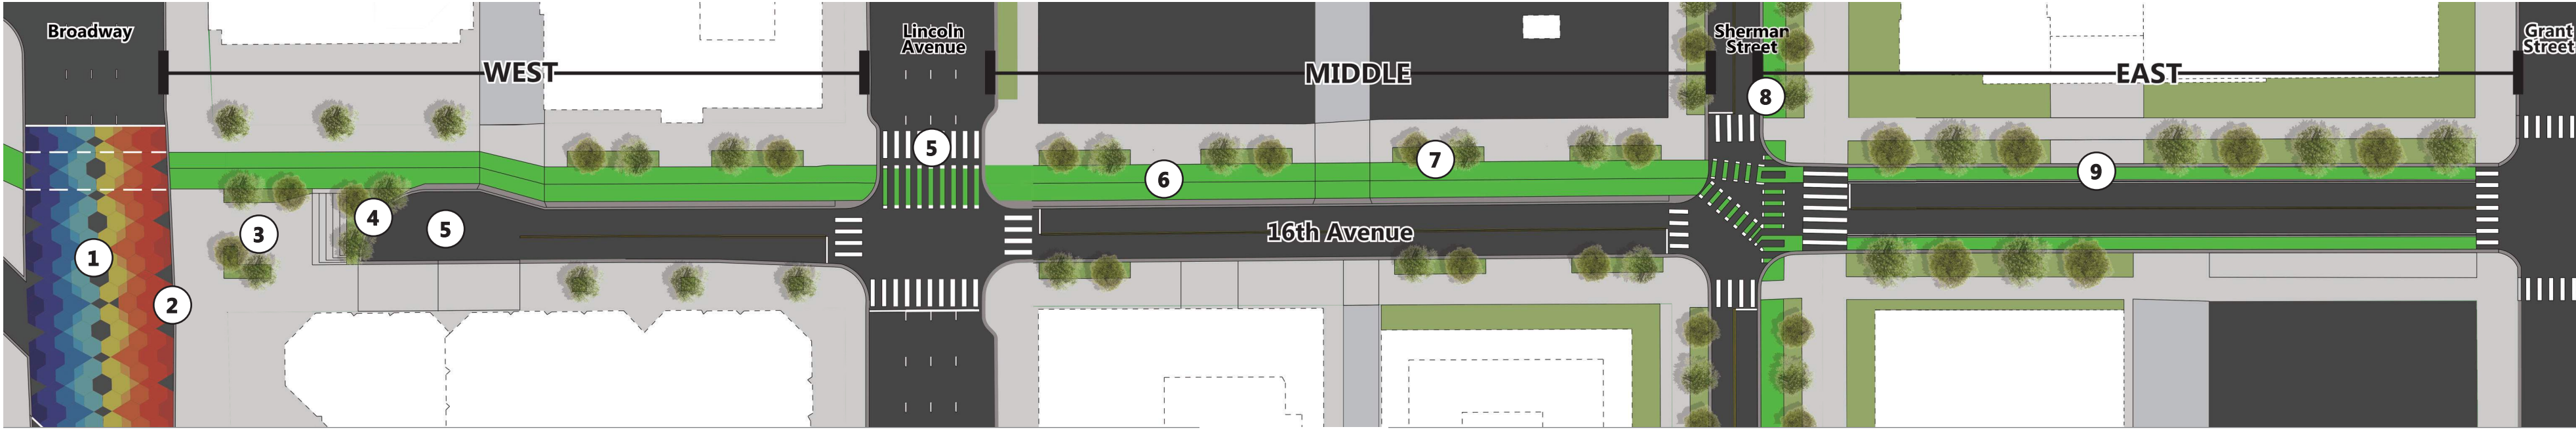 Broadway
Lincoln
Avenue
Sherman
Street
Grant
Street
WEST
MIDDLE
EAST
8
5
7
9
6
4
5
3
16th Avenue
1
2